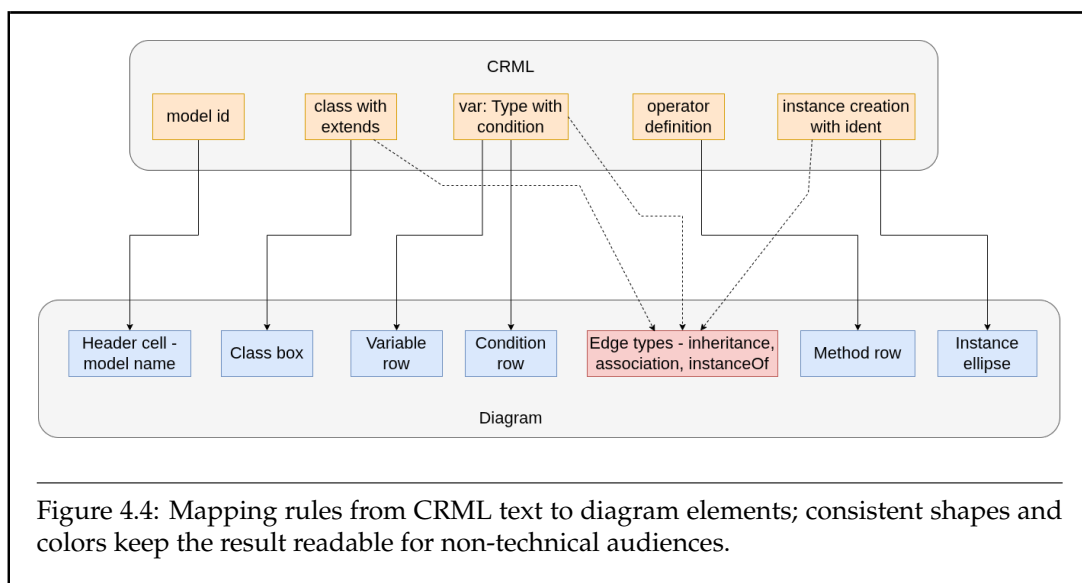 CRML
model id
class with
extends
var: Type with
condition
operator
definition
instance creation
with ident
Header cell -
model name
Class box
Variable
row
Condition
row
Edge types - inheritance,
association, instanceOf
Method row
Instance
ellipse
Diagram
Figure 4.4: Mapping rules from CRML text to diagram elements; consistent shapes and
colors keep the result readable for non-technical audiences.